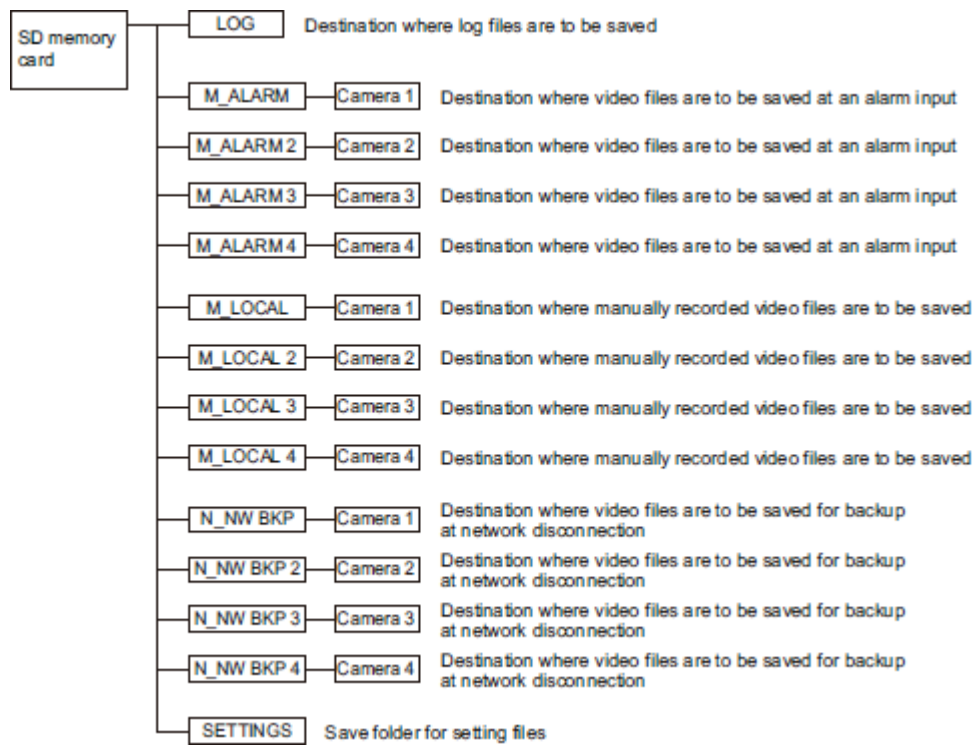 SD memory
card
LOG Destination where log files are to be saved
M_ALARM Camera 1 Destination where video files are to be saved at an alarm input
M_ALARM 2 Camera 2 Destination where video files are to be saved at an alarm input
M_ALARM 3 Camera 3 Destination where video files are to be saved at an alarm input
M_ALARM 4 Camera 4 Destination where video files are to be saved at an alarm input
M_LOCAL Camera 1 Destination where manually recorded video files are to be saved
M_LOCAL 2 Camera 2 Destination where manually recorded video files are to be saved
M_LOCAL 3 Camera 3 Destination where manually recorded video files are to be saved
M_LOCAL 4 Camera 4 Destination where manually recorded video files are to be saved
N_NW BKP Camera 1 Destination where video files are to be saved for backup
at network disconnection
N_NW BKP 2 Camera 2 Destination where video files are to be saved for backup
at network disconnection
N_NW BKP 3 Camera 3 Destination where video files are to be saved for backup
at network disconnection
N_NW BKP 4 Camera 4 Destination where video files are to be saved for backup
at network disconnection
SETTINGS Save folder for setting files